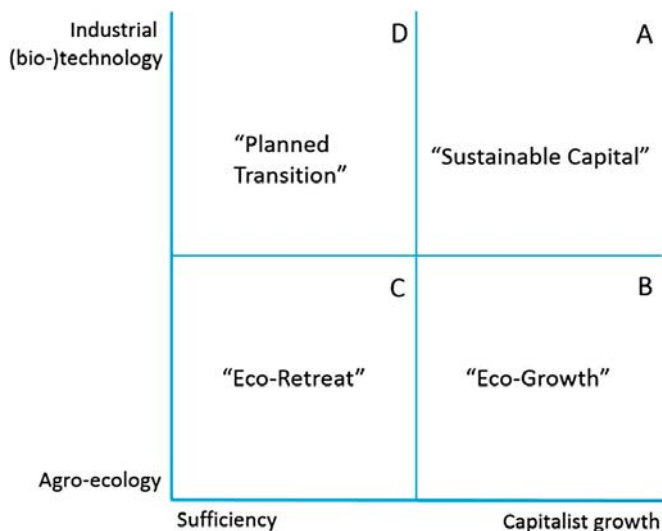 Industrial
(bio-)technology
D
A
“Planned
Transition”
“Sustainable Capital”
C
B
“Eco-Retreat”
“Eco-Growth”
Agro-ecology
Sufficiency
Capitalist growth